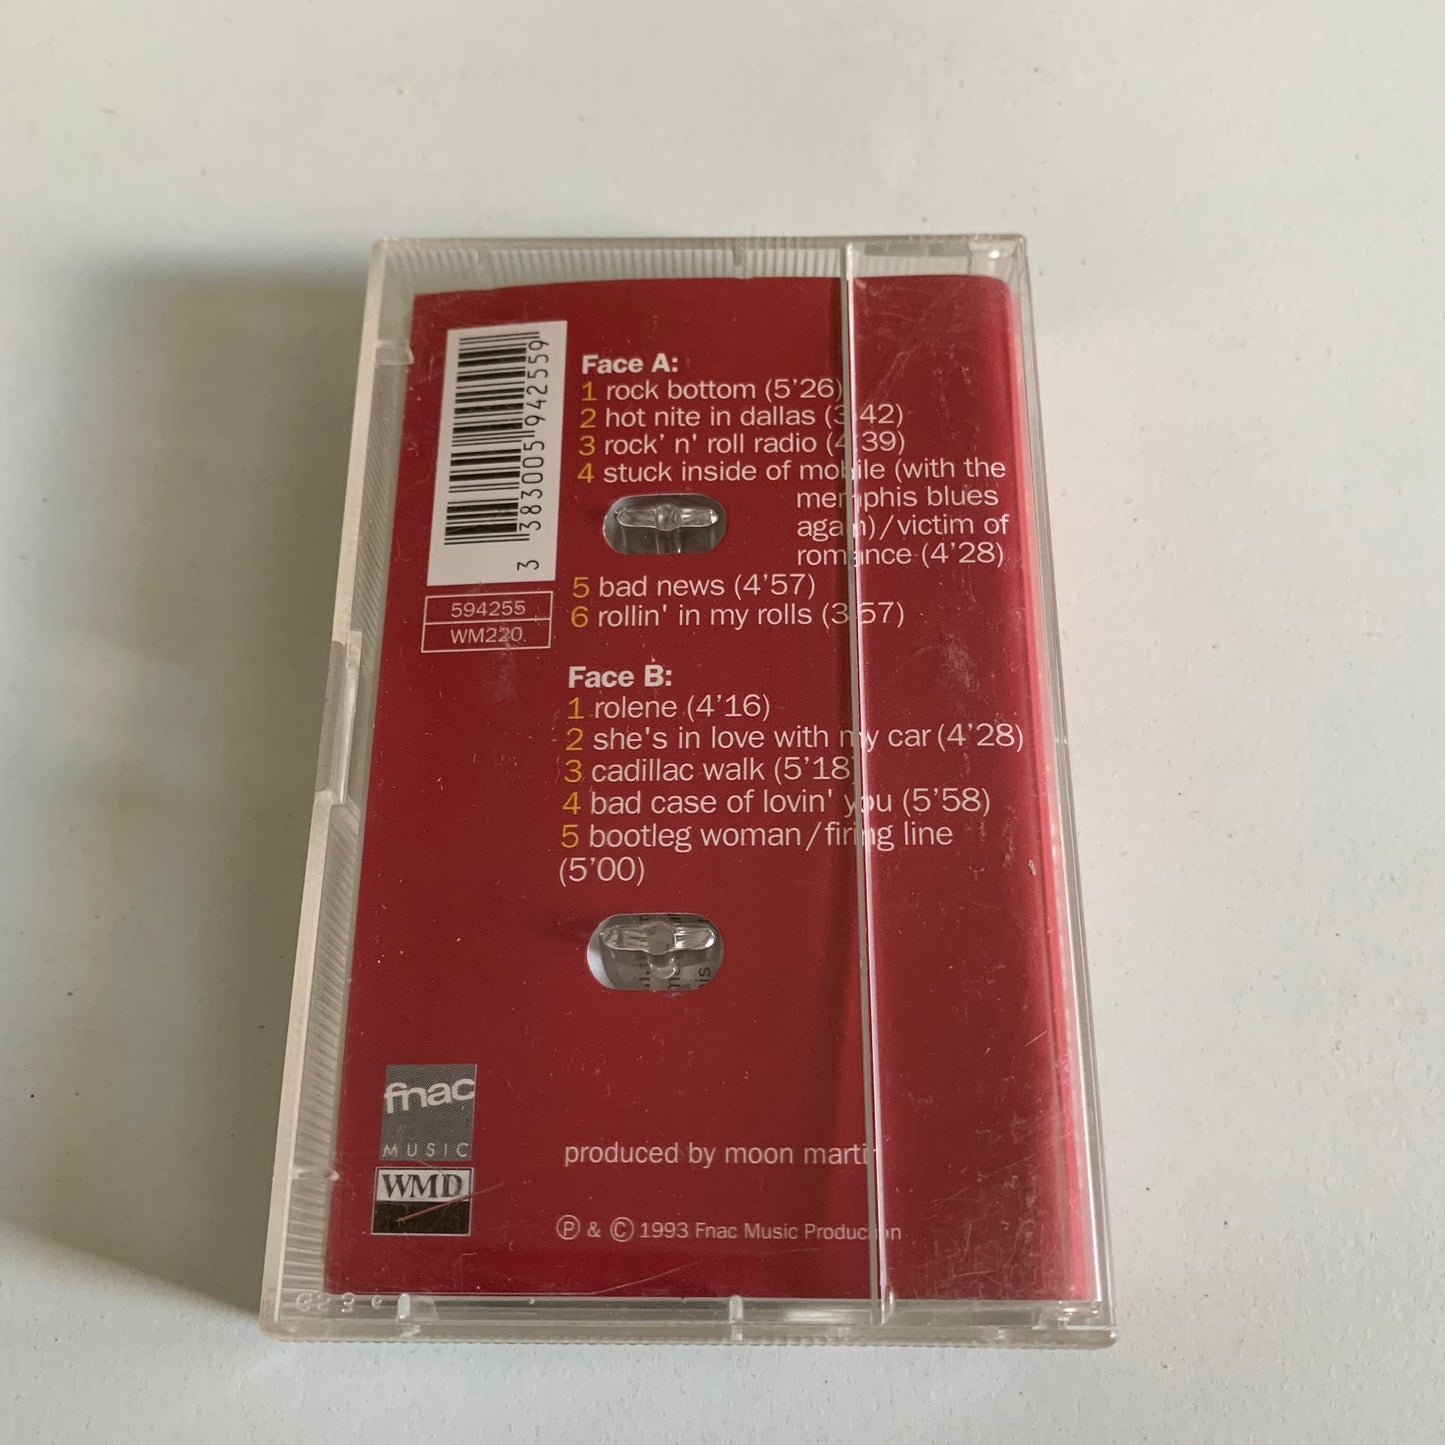 Face A:
1 rock bottom (5'26)
2 hot nite in dallas (3'42)
3 rock' n' roll radio (4'39)
4 stuck inside of mobile (with the
memphis blues
again)/victim of
romance (4'28)
5 bad news (4'57)
6 rollin' in my rolls (3'57)
3 383005 942559
594255
WM220
Face B:
1 rolene (4'16)
2 she's in love with my car (4'28)
3 cadillac walk (5'18)
4 bad case of lovin' you (5'58)
5 bootleg woman/firing line
(5'00)
fnac
MUSIC
WMD
produced by moon martin
Ⓟ & © 1993 Fnac Music Production